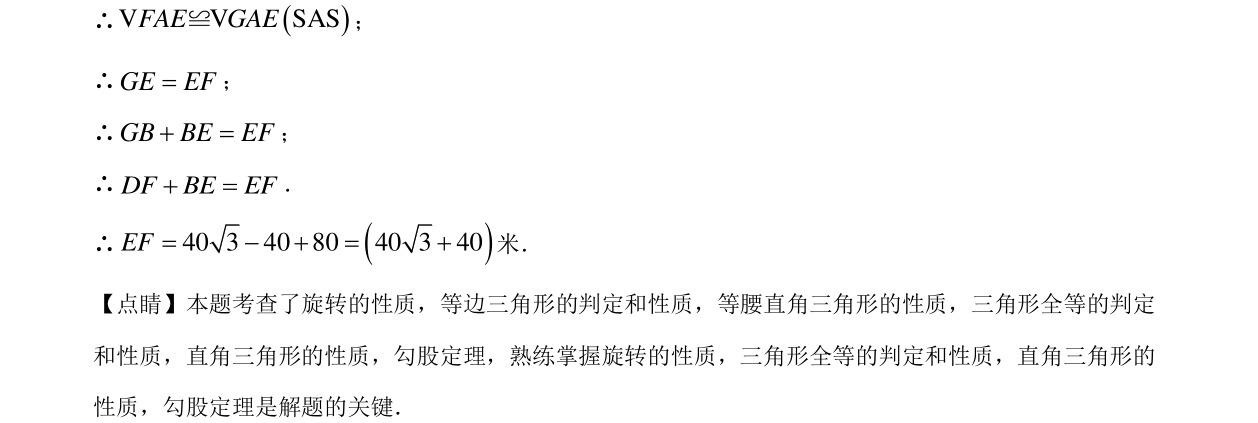 ∴VFAE≌VGAE(SAS)；
∴GE=EF；
∴GB+BE=EF；
∴DF+BE=EF．
∴EF=40√3−40+80=(40√3+40)米．
【点睛】本题考查了旋转的性质，等边三角形的判定和性质，等腰直角三角形的性质，三角形全等的判定
和性质，直角三角形的性质，勾股定理，熟练掌握旋转的性质，三角形全等的判定和性质，直角三角形的
性质，勾股定理是解题的关键．